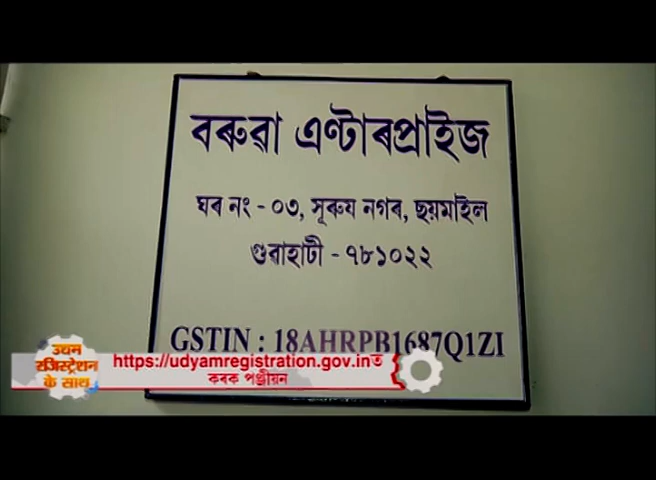 বৰুৱা এণ্টাৰপ্ৰাইজ
ঘৰ নং - ০৩, সূৰুয নগৰ, ছয়মাইল
গুৱাহাটী - ৭৮১০২২
GSTIN : 18AHRPB1687Q1ZI
उद्यम
रजिस्ट्रेशन
के साथ
https://udyamregistration.gov.inত
কৰক পঞ্জীয়ন